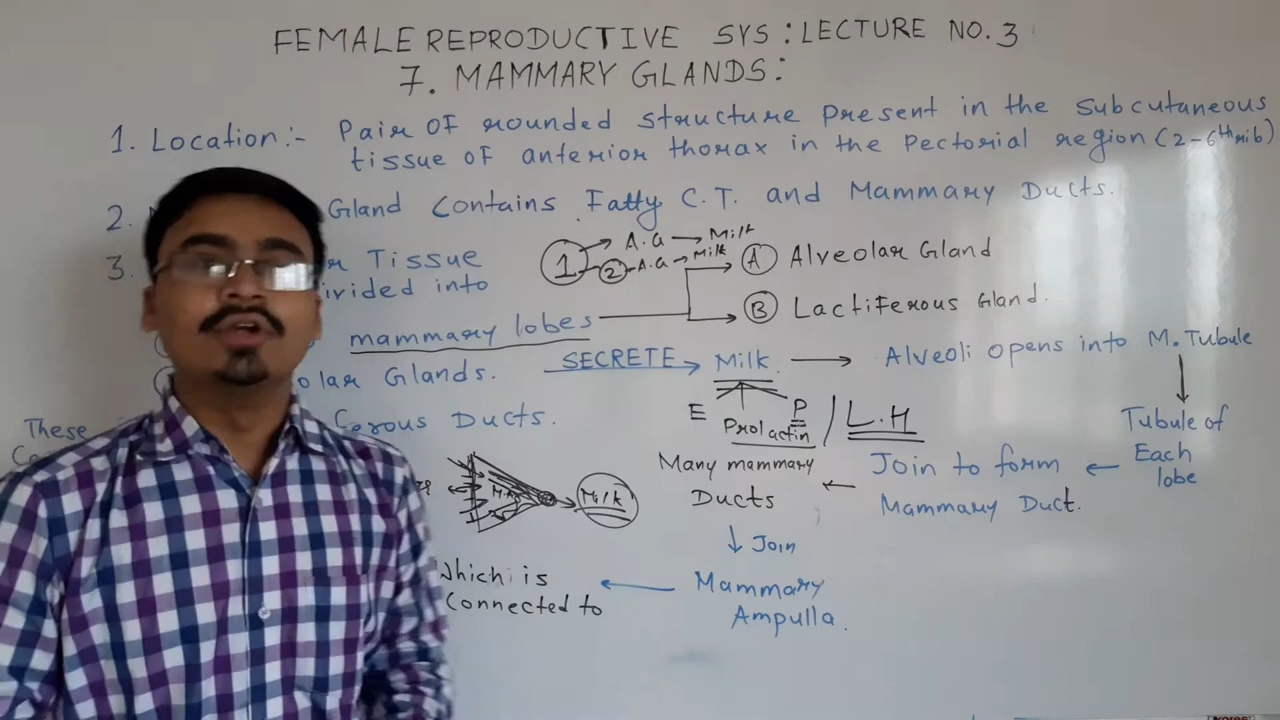 FEMALE REPRODUCTIVE SYS : LECTURE NO. 3
7. MAMMARY GLANDS :
1. Location :- Pair OF rounded structure present in the subcutaneous
tissue of anterior thorax in the Pectorial region (2-6th rib)
2. Gland Contains Fatty C.T. and Mammary Ducts.
3. Tissue
ivided into
mammary lobes
1 A.G → Milk
2 - A.G → Milk
A Alveolar Gland
B Lactiferous Gland.
olar Glands.
SECRETE → Milk → Alveoli opens into M. Tubule
These
Ferous Ducts.
E Prolactin P / L.H
Tubule of
Each
lobe
← Join to form
Mammary Duct.
← Many mammary
Ducts
↓ Join
Mammary
Ampulla.
← Which is
Connected to
Milk